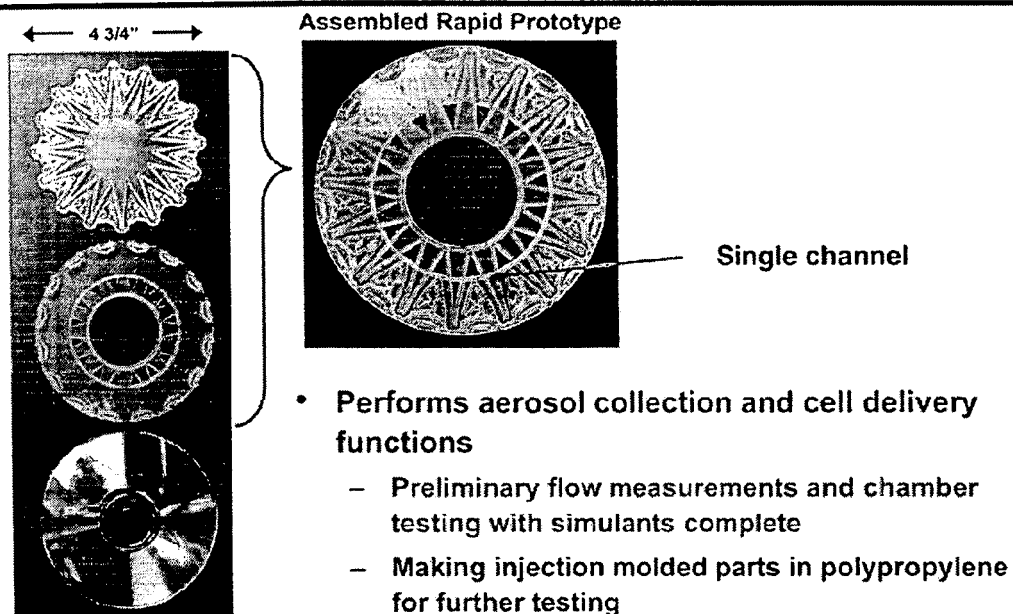 4 3/4"
Assembled Rapid Prototype
Single channel
• Performs aerosol collection and cell delivery
functions
– Preliminary flow measurements and chamber
testing with simulants complete
– Making injection molded parts in polypropylene
for further testing